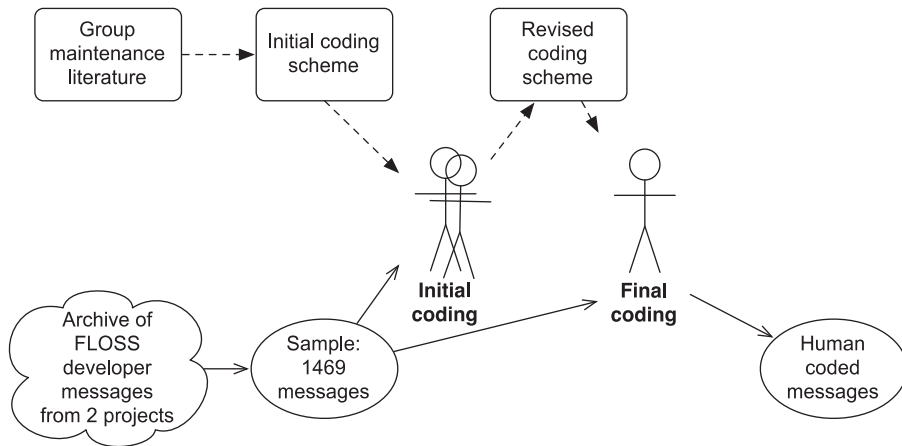 Group
maintenance
literature
Initial coding
scheme
Revised
coding
scheme
Initial
coding
Final
coding
Archive of
FLOSS
developer
messages
from 2 projects
Sample:
1469
messages
Human
coded
messages